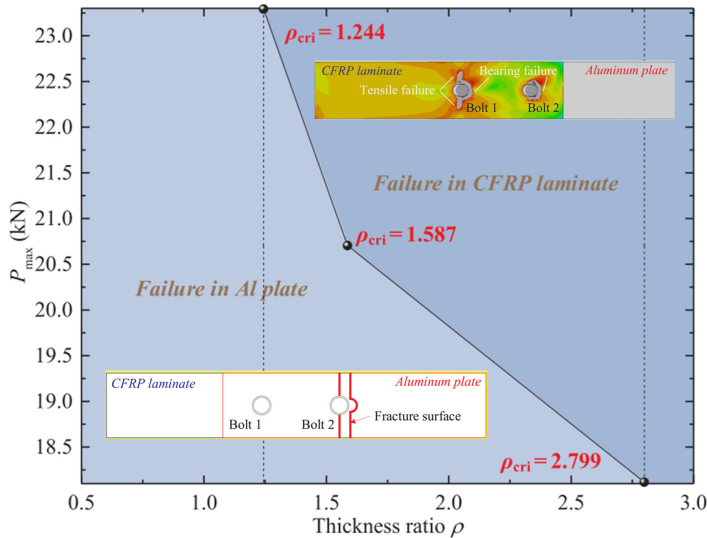 23.0
22.5
22.0
21.5
21.0
20.5
20.0
19.5
19.0
18.5
P max (kN)
ρcri = 1.244
CFRP laminate
Bearing failure
Aluminum plate
Tensile failure
Bolt 1
Bolt 2
Failure in CFRP laminate
ρcri = 1.587
Failure in Al plate
CFRP laminate
Aluminum plate
Bolt 1
Bolt 2
Fracture surface
ρcri = 2.799
0.5 1.0 1.5 2.0 2.5 3.0
Thickness ratio ρ